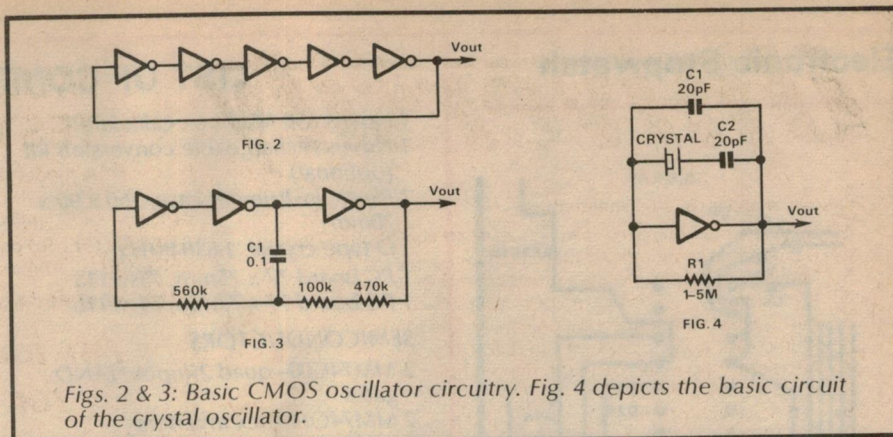 Vout
FIG. 2
Vout
C1
0.1
560k
100k
470k
FIG.3
C1
20pF
C2
20pF
CRYSTAL
Vout
R1
1–5M
FIG. 4
Figs. 2 & 3: Basic CMOS oscillator circuitry. Fig. 4 depicts the basic circuit
of the crystal oscillator.